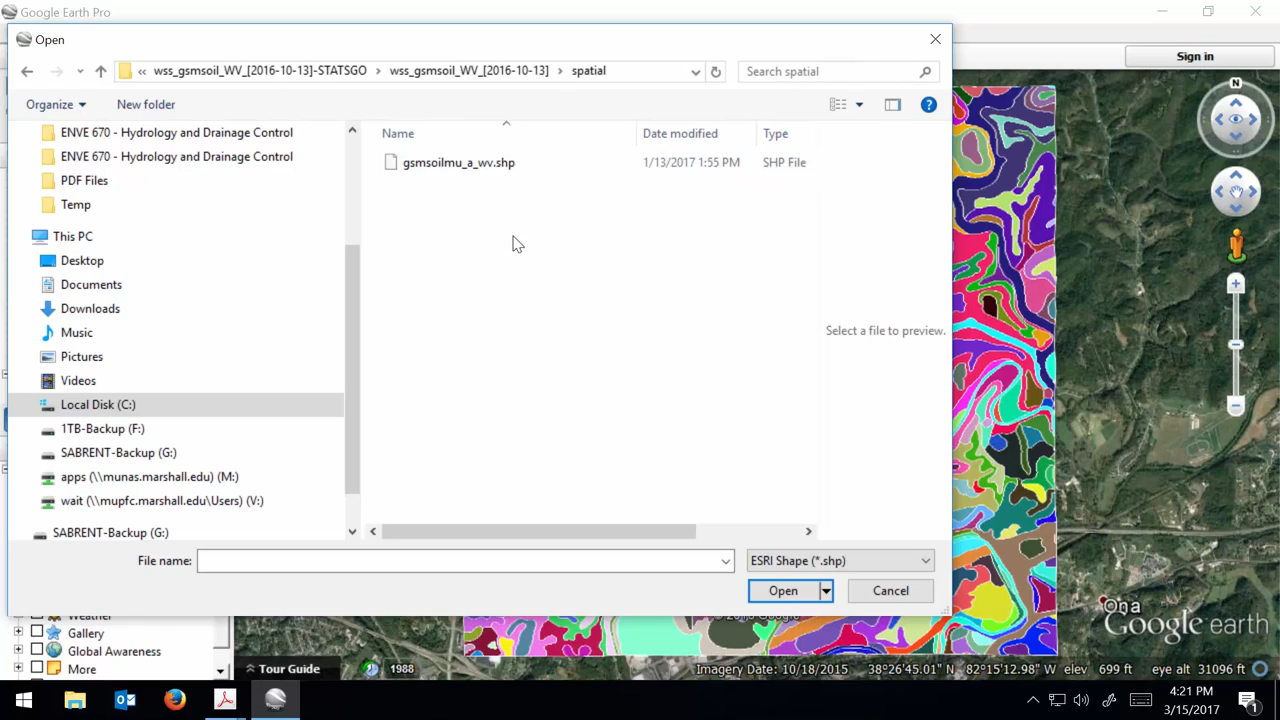 Google Earth Pro
Open
« wss_gsmsoil_WV_[2016-10-13]-STATSGO > wss_gsmsoil_WV_[2016-10-13] > spatial
Search spatial
Sign in
Organize
New folder
Name
Date modified
Type
gsmsoilmu_a_wv.shp
1/13/2017 1:55 PM
SHP File
ENVE 670 - Hydrology and Drainage Control
ENVE 670 - Hydrology and Drainage Control
PDF Files
Temp
This PC
Desktop
Documents
Downloads
Music
Pictures
Videos
Local Disk (C:)
1TB-Backup (F:)
SABRENT-Backup (G:)
apps (\\munas.marshall.edu) (M:)
wait (\\mupfc.marshall.edu\Users) (V:)
SABRENT-Backup (G:)
Select a file to preview.
N
File name:
ESRI Shape (*.shp)
Open
Cancel
Weather
Gallery
Global Awareness
More
Ona
Google earth
Tour Guide
1988
Imagery Date: 10/18/2015 38°26'45.01" N 82°15'12.98" W elev 699 ft eye alt 31096 ft
4:21 PM
3/15/2017
1